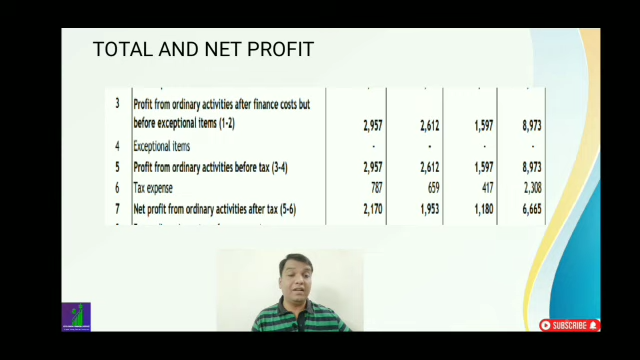 TOTAL AND NET PROFIT
3 Profit from ordinary activities after finance costs but
before exceptional items (1-2) 2,957 2,612 1,597 8,973
4 Exceptional items - - - -
5 Profit from ordinary activities before tax (3-4) 2,957 2,612 1,597 8,973
6 Tax expense 787 659 417 2,308
7 Net profit from ordinary activities after tax (5-6) 2,170 1,953 1,180 6,665
SUBSCRIBE